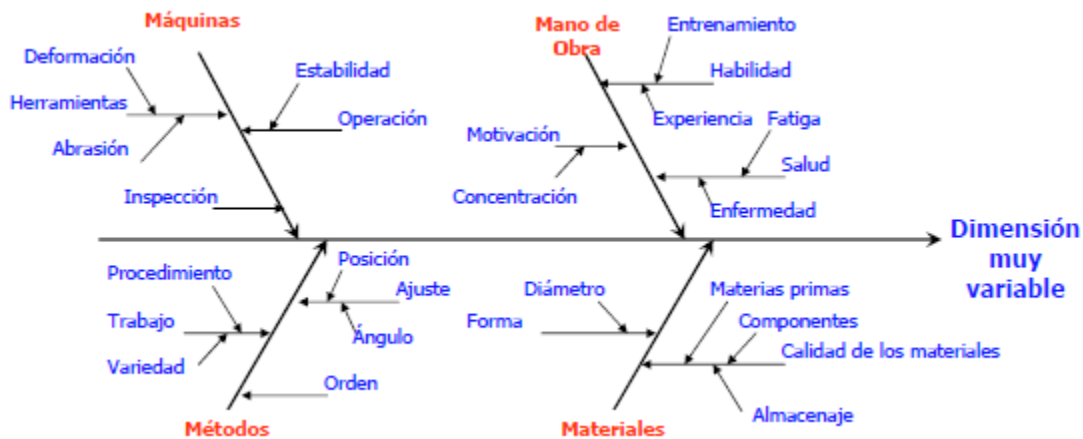 Máquinas
Deformación
Estabilidad
Herramientas
Operación
Abrasión
Inspección
Mano de
Obra
Entrenamiento
Habilidad
Experiencia
Motivación
Fatiga
Salud
Concentración
Enfermedad
Dimensión
muy
variable
Procedimiento
Posición
Ajuste
Trabajo
Ángulo
Variedad
Orden
Métodos
Diámetro
Materias primas
Forma
Componentes
Calidad de los materiales
Almacenaje
Materiales